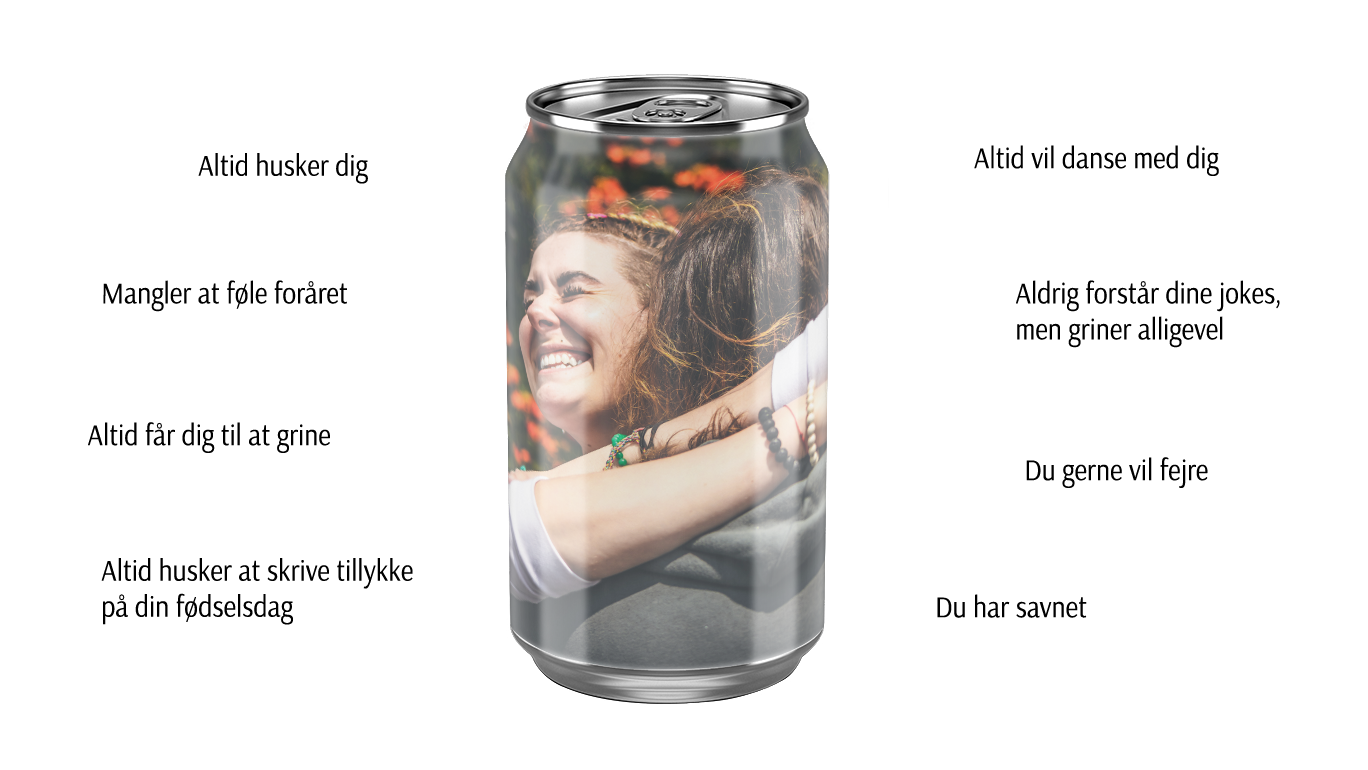 Altid husker dig
Mangler at føle foråret
Altid får dig til at grine
Altid husker at skrive tillykke
på din fødselsdag
Altid vil danse med dig
Aldrig forstår dine jokes,
men griner alligevel
Du gerne vil fejre
Du har savnet